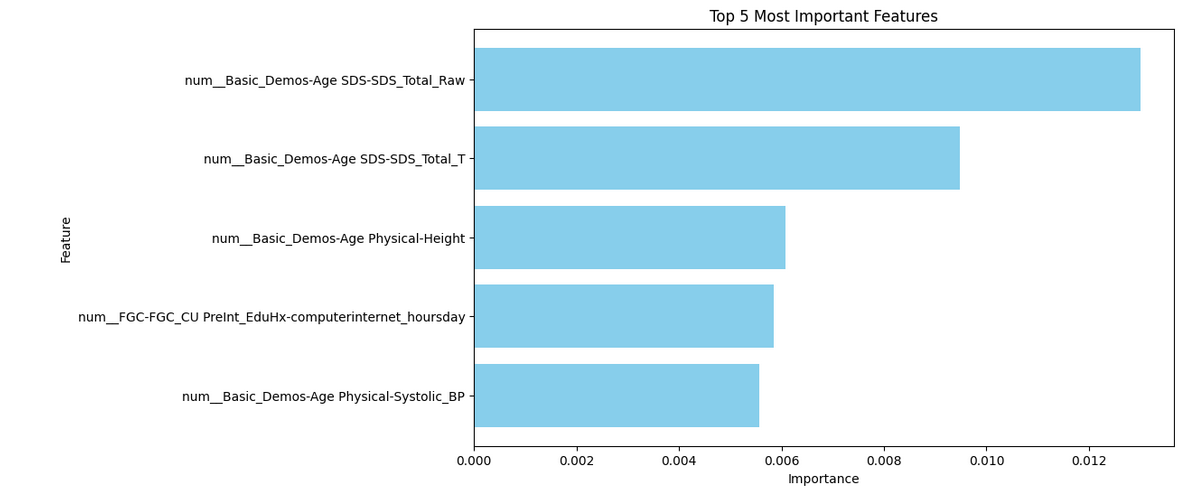 Top 5 Most Important Features
num__Basic_Demos-Age SDS-SDS_Total_Raw
num__Basic_Demos-Age SDS-SDS_Total_T
num__Basic_Demos-Age Physical-Height
num__FGC-FGC_CU PreInt_EduHx-computerinternet_hoursday
num__Basic_Demos-Age Physical-Systolic_BP
Feature
0.000 0.002 0.004 0.006 0.008 0.010 0.012
Importance